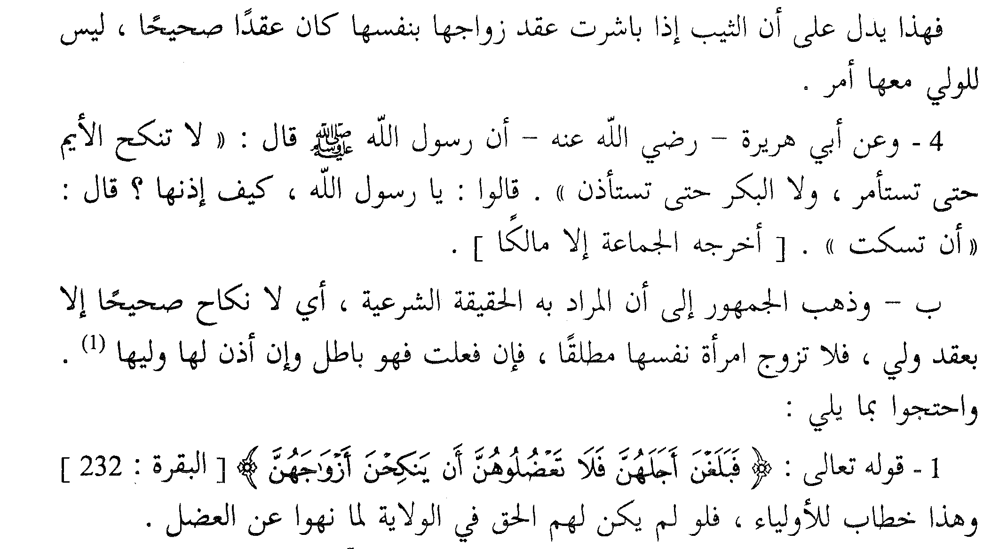 فهذا يدل على أن الثيب إذا باشرت عقد زواجها بنفسها كان عقدًا صحيحًا ، ليس
للولي معها أمر .
4 - وعن أبي هريرة – رضي اللّه عنه – أن رسول اللّه ﷺ قال : « لا تنكح الأيم
حتى تستأمر ، ولا البكر حتى تستأذن » . قالوا : يا رسول اللّه ، كيف إذنها ؟ قال :
« أن تسكت » . [ أخرجه الجماعة إلا مالكًا ] .
ب – وذهب الجمهور إلى أن المراد به الحقيقة الشرعية ، أي لا نكاح صحيحًا إلا
بعقد ولي ، فلا تزوج امرأة نفسها مطلقًا ، فإن فعلت فهو باطل وإن أذن لها وليها (1) .
واحتجوا بما يلي :
1 - قوله تعالى : ﴿ فَبَلَغْنَ أَجَلَهُنَّ فَلَا تَعْضُلُوهُنَّ أَن يَنكِحْنَ أَزْوَٰجَهُنَّ ﴾ [ البقرة : 232 ]
وهذا خطاب للأولياء ، فلو لم يكن لهم الحق في الولاية لما نهوا عن العضل .